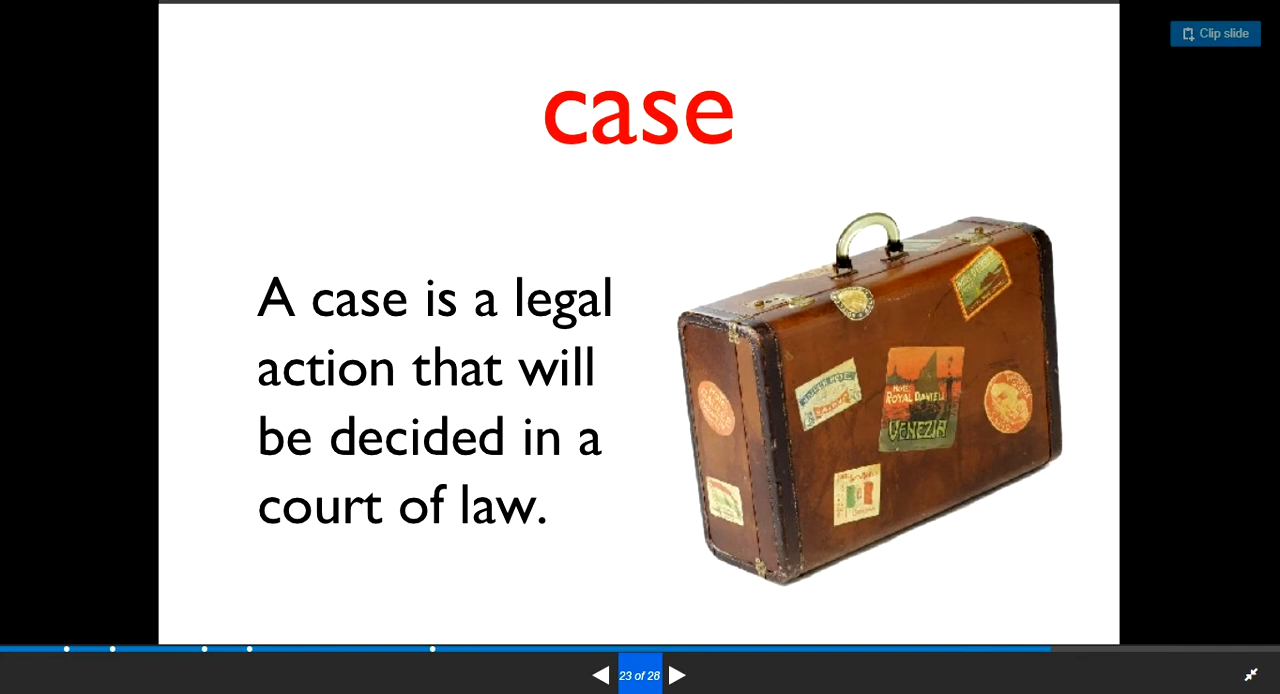 Clip slide
case
A case is a legal
action that will
be decided in a
court of law.
HOTEL
ROYAL DANIELI
VENEZIA
23 of 28